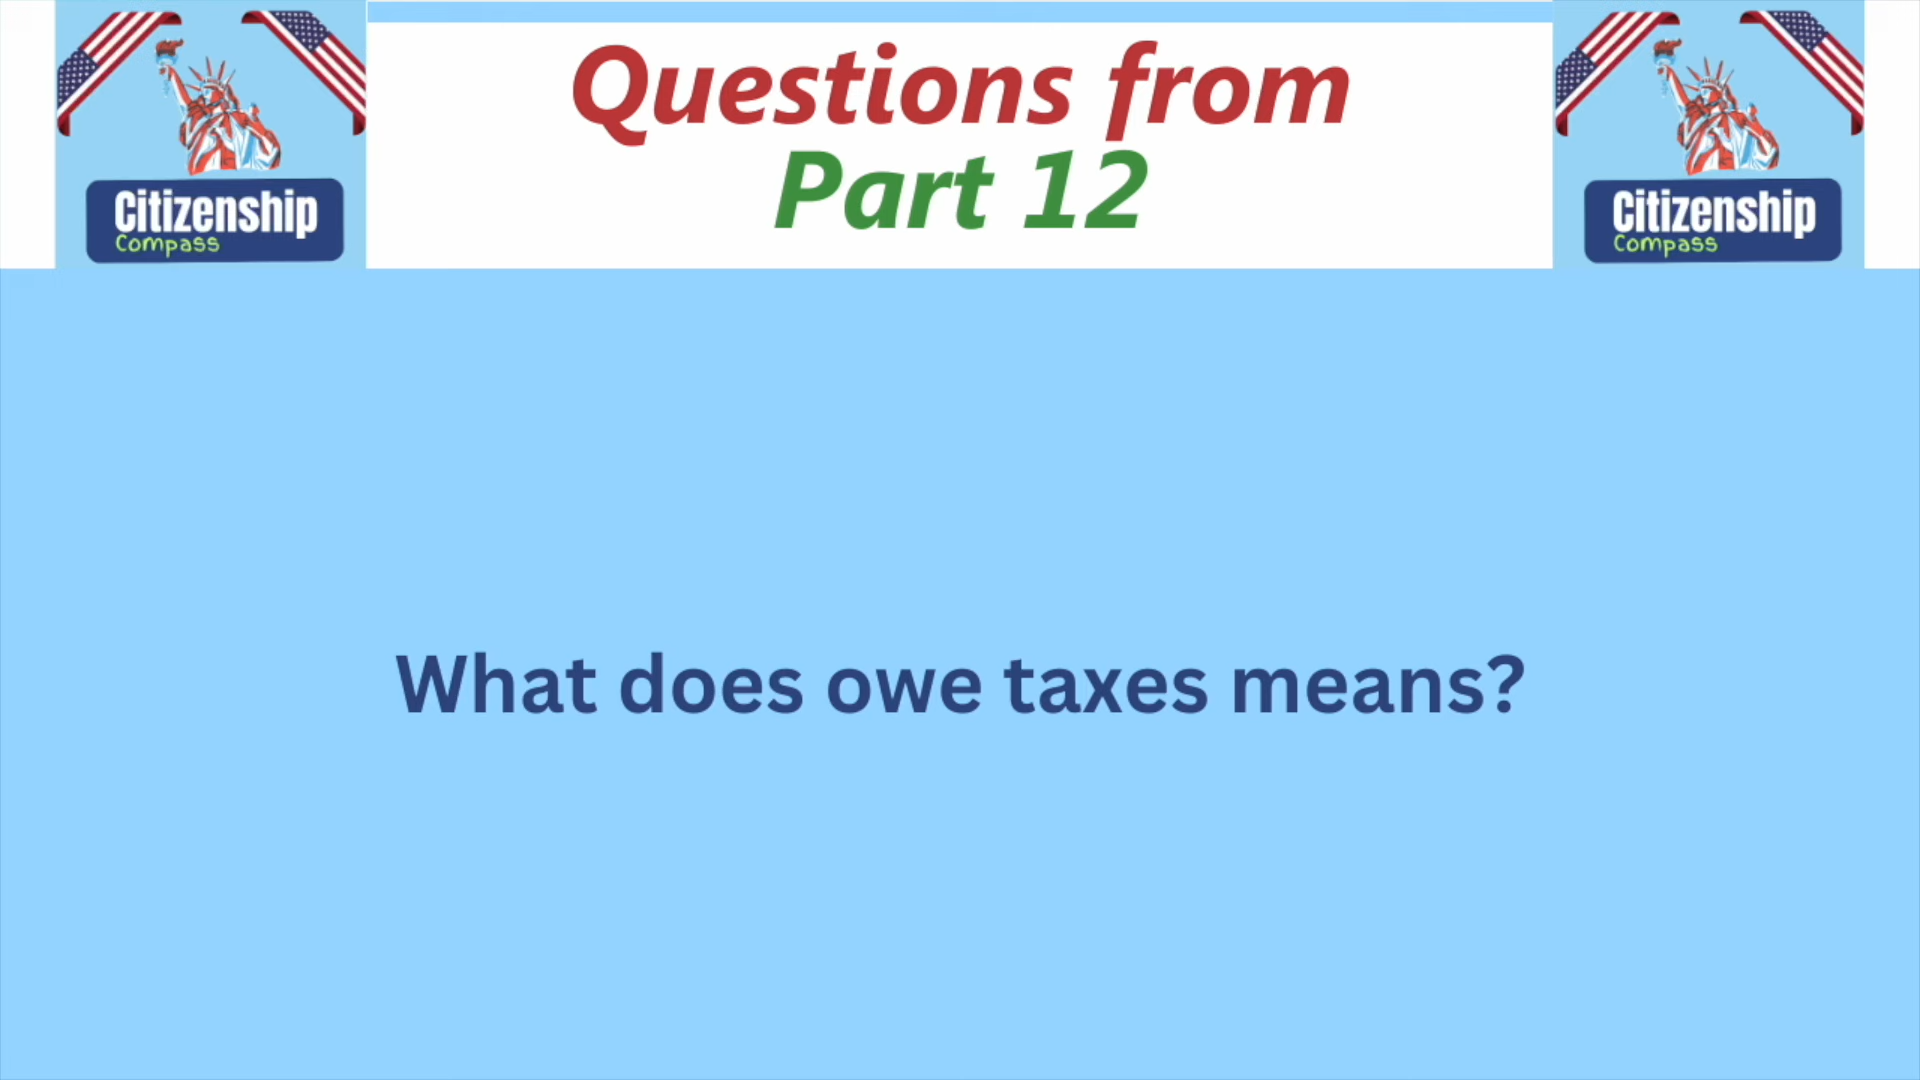 Questions from
Part 12
Citizenship
Compass
Citizenship
Compass
What does owe taxes means?